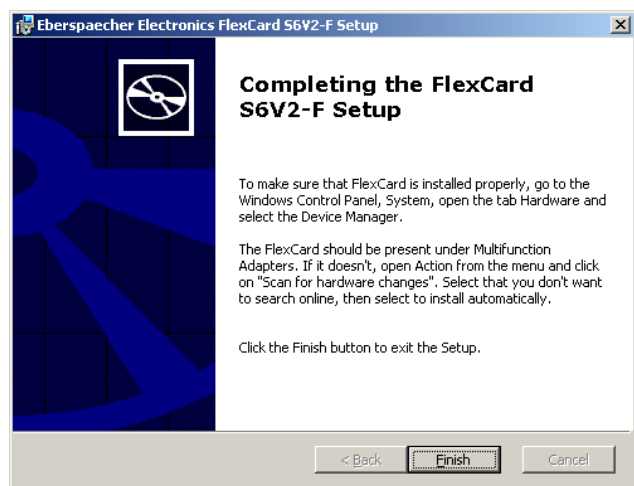 Eberspaecher Electronics FlexCard S6V2-F Setup
Completing the FlexCard
S6V2-F Setup
To make sure that FlexCard is installed properly, go to the
Windows Control Panel, System, open the tab Hardware and
select the Device Manager.
The FlexCard should be present under Multifunction
Adapters. If it doesn't, open Action from the menu and click
on "Scan for hardware changes". Select that you don't want
to search online, then select to install automatically.
Click the Finish button to exit the Setup.
< Back
Finish
Cancel